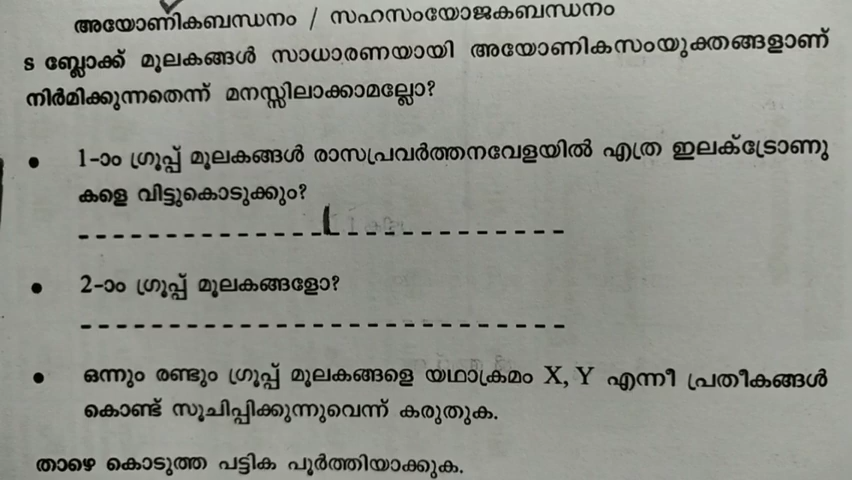 അയോണികബന്ധനം / സഹസംയോജകബന്ധനം
s ബ്ലോക്ക് മൂലകങ്ങൾ സാധാരണയായി അയോണികസംയുക്തങ്ങളാണ്
നിർമിക്കുന്നതെന്ന് മനസ്സിലാക്കാമല്ലോ?
• 1-ാം ഗ്രൂപ്പ് മൂലകങ്ങൾ രാസപ്രവർത്തനവേളയിൽ എത്ര ഇലക്ട്രോണു
കളെ വിട്ടുകൊടുക്കും?
1
• 2-ാം ഗ്രൂപ്പ് മൂലകങ്ങളോ?
• ഒന്നും രണ്ടും ഗ്രൂപ്പ് മൂലകങ്ങളെ യഥാക്രമം X, Y എന്നീ പ്രതീകങ്ങൾ
കൊണ്ട് സൂചിപ്പിക്കുന്നുവെന്ന് കരുതുക.
താഴെ കൊടുത്ത പട്ടിക പൂർത്തിയാക്കുക.